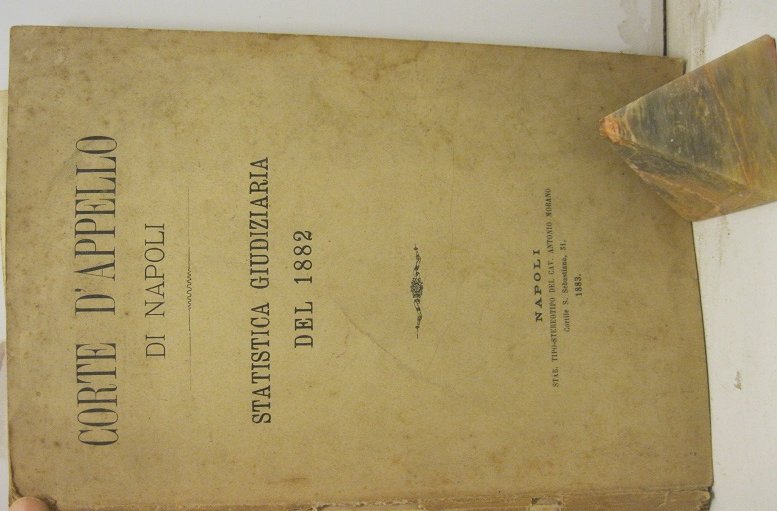 CORTE D'APPELLO
DI NAPOLI
STATISTICA GIUDIZIARIA
DEL 1882
NAPOLI
STAB. TIPO-STEREOTIPO DEL CAV. ANTONIO MORANO
Cortile S. Sebastiano, 51.
1883.